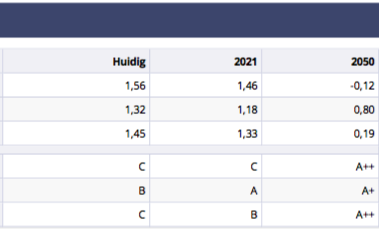 Huidig 2021 2050
1,56 1,46 -0,12
1,32 1,18 0,80
1,45 1,33 0,19
C C A++
B A A+
C B A++